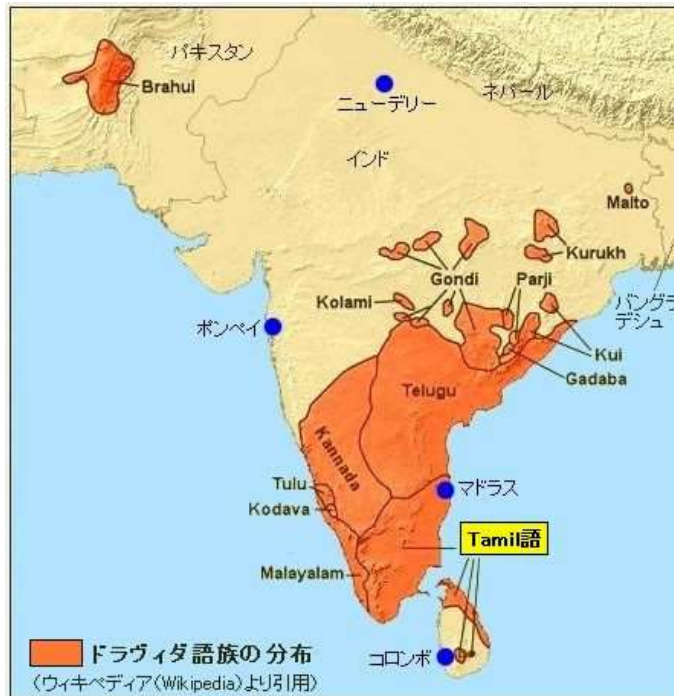 パキスタン
Brahui
ニューデリー
ネパール
インド
Malto
Kurukh
Gondi
Parji
Kolami
バングラ
デシュ
ボンベイ
Kui
Gadaba
Telugu
Kannada
Tulu
Kodava
マドラス
Tamil語
Malayalam
コロンボ
ドラヴィダ語族の分布
(ウィキペディア(Wikipedia)より引用)